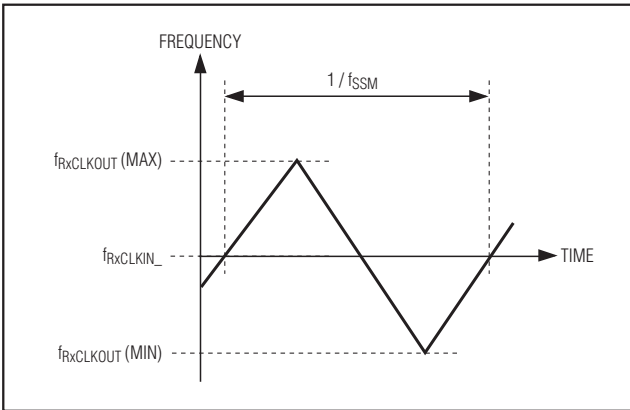 FREQUENCY
1 / fSSM
fRxCLKOUT (MAX)
fRxCLKIN_
TIME
fRxCLKOUT (MIN)